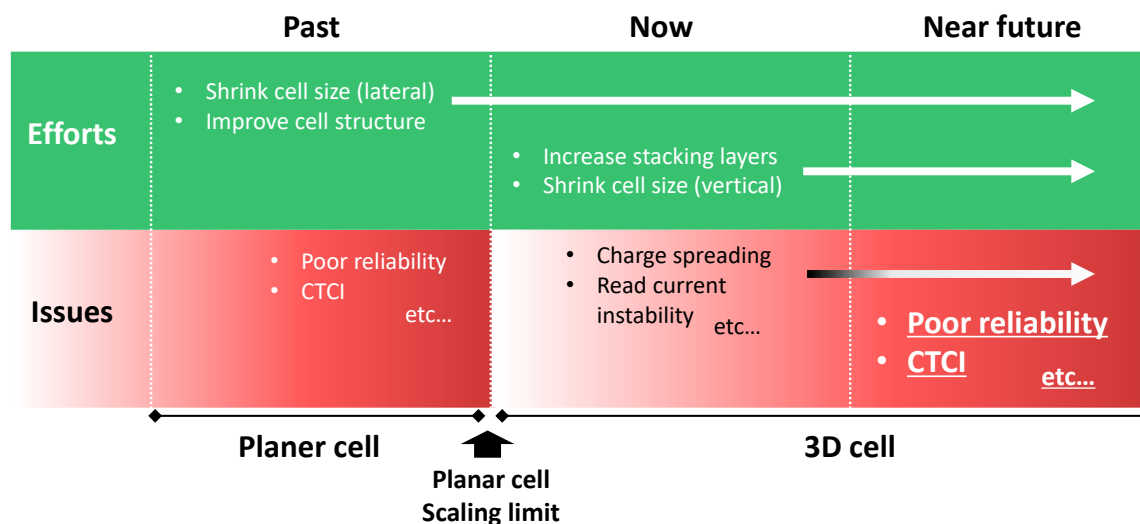 Past
Now
Near future
Efforts
• Shrink cell size (lateral)
• Improve cell structure
• Increase stacking layers
• Shrink cell size (vertical)
Issues
• Poor reliability
• CTCI
etc...
• Charge spreading
• Read current
instability
etc...
• Poor reliability
• CTCI
etc...
Planer cell
3D cell
Planar cell
Scaling limit